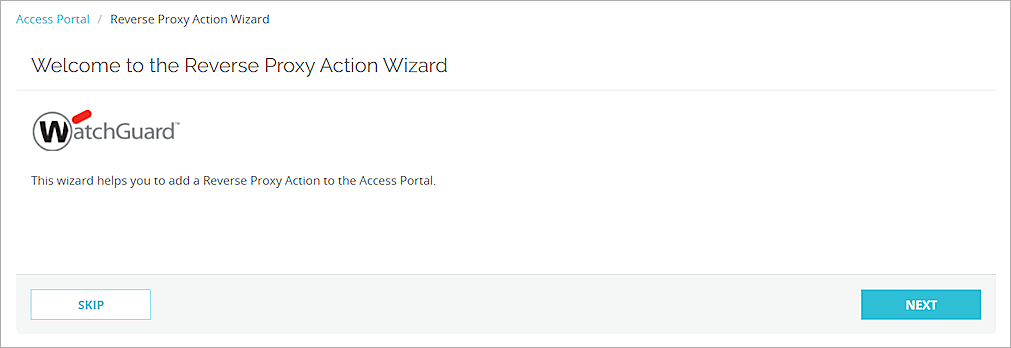 Access Portal / Reverse Proxy Action Wizard
Welcome to the Reverse Proxy Action Wizard
WatchGuard™
This wizard helps you to add a Reverse Proxy Action to the Access Portal.
SKIP
NEXT